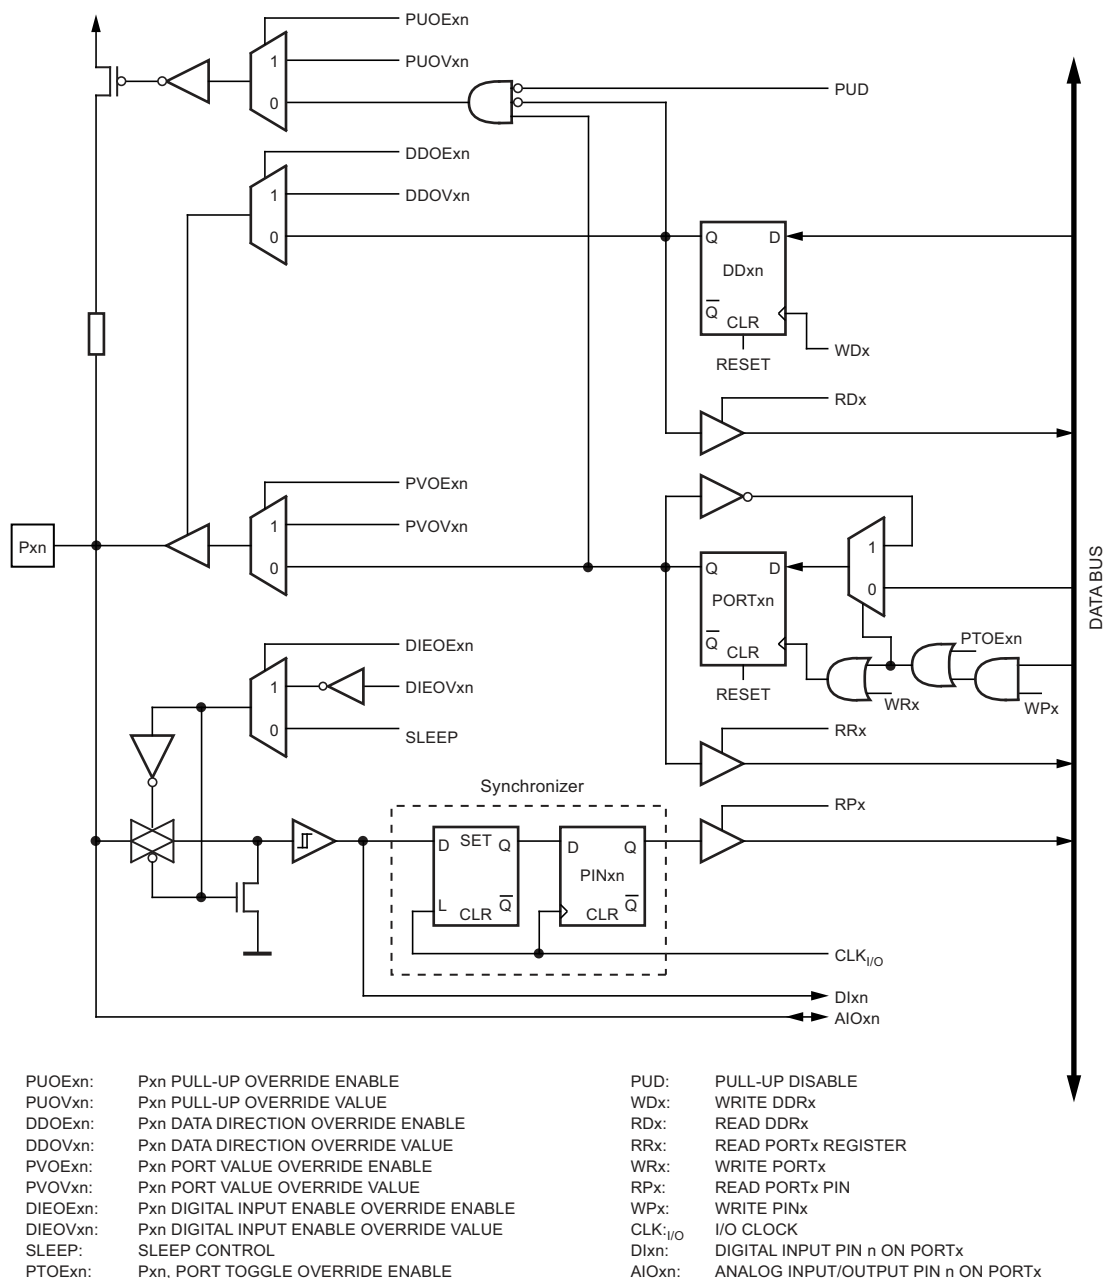 PUOExn
PUOVxn
1
0
PUD
DDOExn
DDOVxn
1
0
Q D
DDxn
Q
CLR
RESET
WDx
RDx
PVOExn
PVOVxn
1
0
Pxn
1
0
Q D
PORTxn
Q
CLR
RESET
PTOExn
WRx
WPx
DATA BUS
DIEOExn
DIEOVxn
1
0
SLEEP
RRx
Synchronizer
RPx
D SET Q
L CLR Q
D Q
PINxn
CLR Q
CLKI/O
DIxn
AIOxn
PUOExn: Pxn PULL-UP OVERRIDE ENABLE
PUOVxn: Pxn PULL-UP OVERRIDE VALUE
DDOExn: Pxn DATA DIRECTION OVERRIDE ENABLE
DDOVxn: Pxn DATA DIRECTION OVERRIDE VALUE
PVOExn: Pxn PORT VALUE OVERRIDE ENABLE
PVOVxn: Pxn PORT VALUE OVERRIDE VALUE
DIEOExn: Pxn DIGITAL INPUT ENABLE OVERRIDE ENABLE
DIEOVxn: Pxn DIGITAL INPUT ENABLE OVERRIDE VALUE
SLEEP: SLEEP CONTROL
PTOExn: Pxn, PORT TOGGLE OVERRIDE ENABLE
PUD: PULL-UP DISABLE
WDx: WRITE DDRx
RDx: READ DDRx
RRx: READ PORTx REGISTER
WRx: WRITE PORTx
RPx: READ PORTx PIN
WPx: WRITE PINx
CLK:I/O I/O CLOCK
DIxn: DIGITAL INPUT PIN n ON PORTx
AIOxn: ANALOG INPUT/OUTPUT PIN n ON PORTx